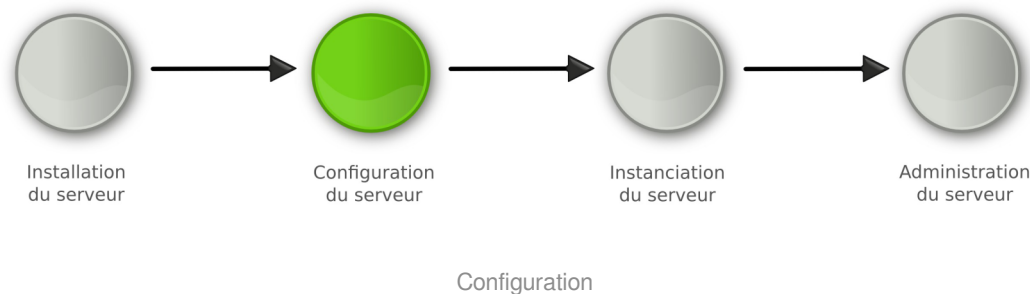 Installation
du serveur
Configuration
du serveur
Instanciation
du serveur
Administration
du serveur
Configuration